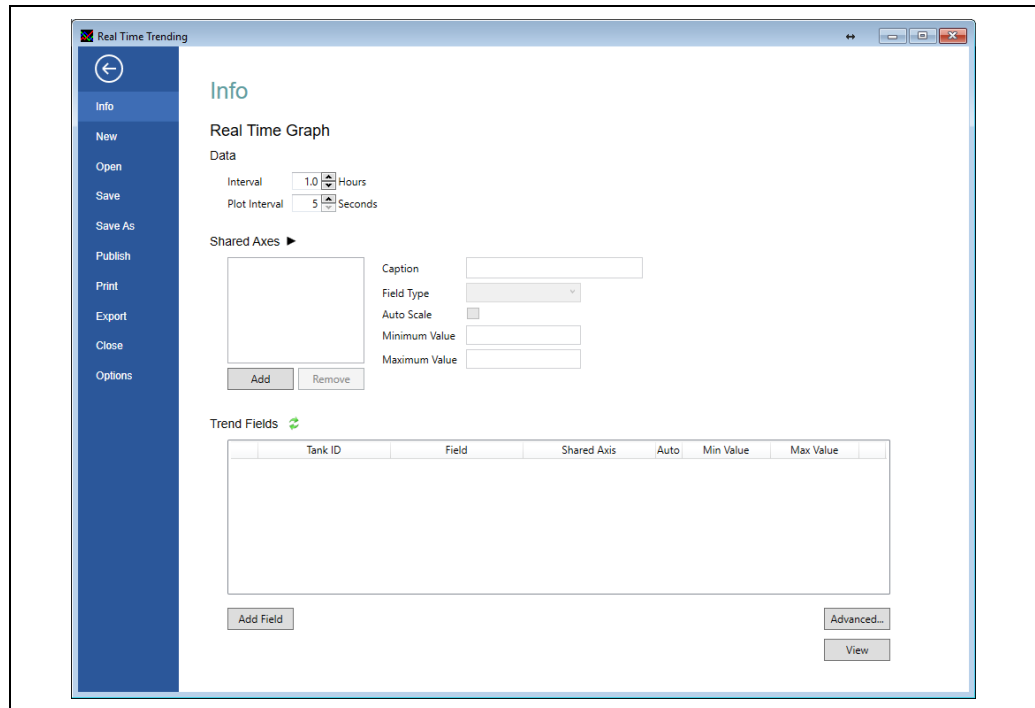 Real Time Trending
Info
New
Open
Save
Save As
Publish
Print
Export
Close
Options
Info
Real Time Graph
Data
Interval 1.0 Hours
Plot Interval 5 Seconds
Shared Axes
Caption
Field Type
Auto Scale
Minimum Value
Maximum Value
Add Remove
Trend Fields
Tank ID Field Shared Axis Auto Min Value Max Value
Add Field Advanced...
View